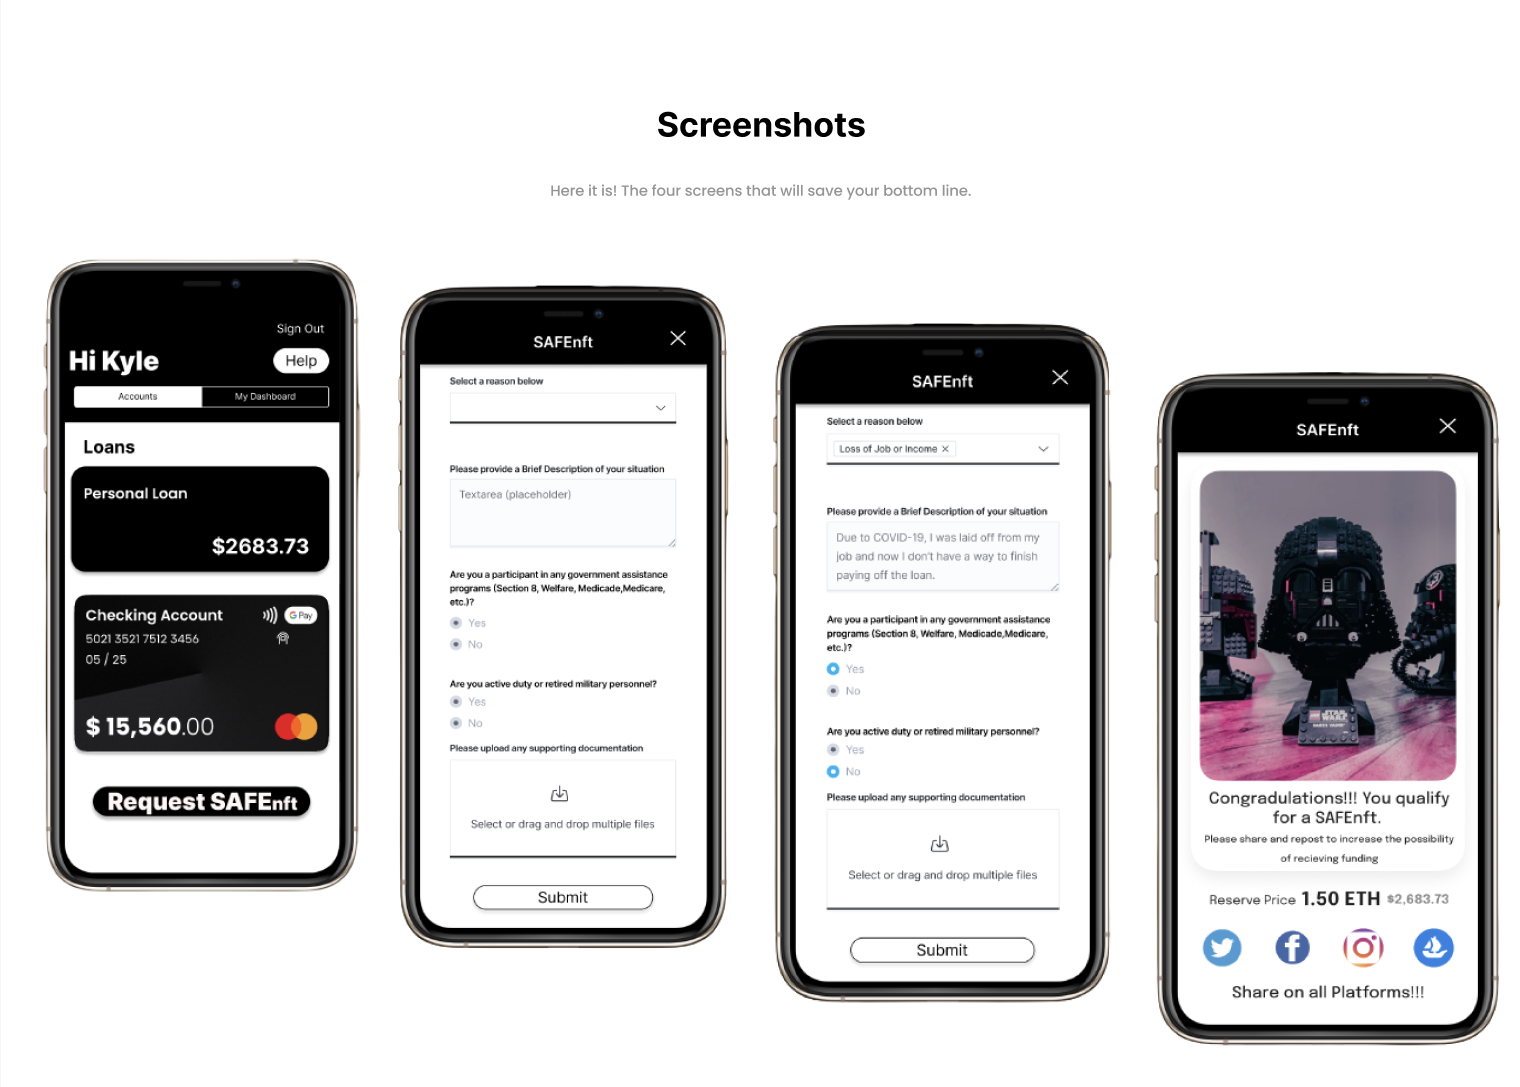 Screenshots
Here it is! The four screens that will save your bottom line.
Sign Out
Hi Kyle
Help
Accounts
My Dashboard
Loans
Personal Loan
$2683.73
Checking Account
G Pay
5021 3521 7512 3456
05 / 25
$ 15,560.00
Request SAFEnft
SAFEnft
Select a reason below
Please provide a Brief Description of your situation
Textarea (placeholder)
Are you a participant in any government assistance
programs (Section 8, Welfare, Medicade,Medicare,
etc.)?
Yes
No
Are you active duty or retired military personnel?
Yes
No
Please upload any supporting documentation
Select or drag and drop multiple files
Submit
SAFEnft
Select a reason below
Loss of Job or Income ×
Please provide a Brief Description of your situation
Due to COVID-19, I was laid off from my
job and now I don't have a way to finish
paying off the loan.
Are you a participant in any government assistance
programs (Section 8, Welfare, Medicade,Medicare,
etc.)?
Yes
No
Are you active duty or retired military personnel?
Yes
No
Please upload any supporting documentation
Select or drag and drop multiple files
Submit
SAFEnft
STAR
WARS
Congradulations!!! You qualify
for a SAFEnft.
Please share and repost to increase the possibility
of recieving funding
Reserve Price 1.50 ETH $2,683.73
Share on all Platforms!!!